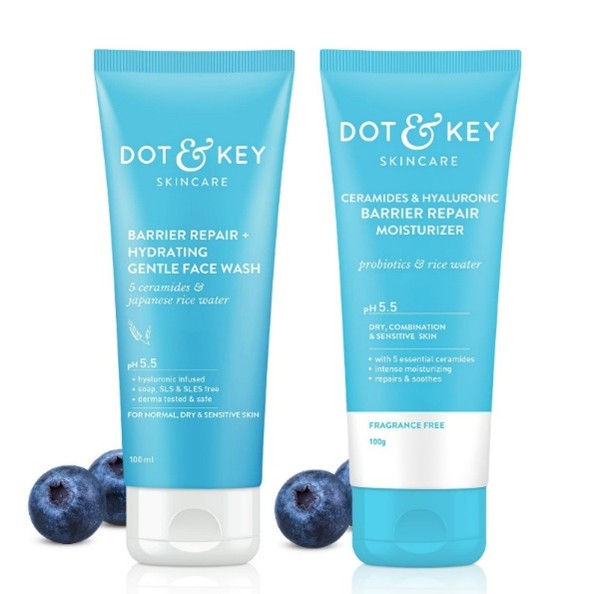 DOT & KEY
SKINCARE
BARRIER REPAIR +
HYDRATING
GENTLE FACE WASH
5 ceramides &
japanese rice water
pH 5.5
• hyaluronic infused
• soap, SLS & SLES free
• derma tested & safe
FOR NORMAL, DRY & SENSITIVE SKIN
100 ml
DOT & KEY
SKINCARE
CERAMIDES & HYALURONIC
BARRIER REPAIR
MOISTURIZER
probiotics & rice water
pH 5.5
DRY, COMBINATION
& SENSITIVE SKIN
• with 5 essential ceramides
• intense moisturizing
• repairs & soothes
FRAGRANCE FREE
100g